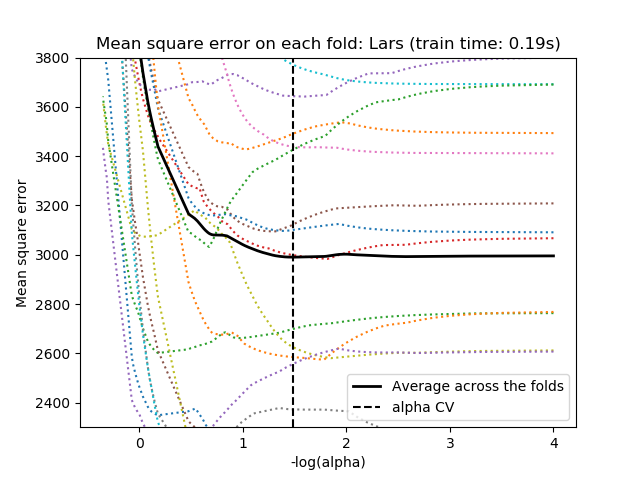 Mean square error on each fold: Lars (train time: 0.19s)
3800
3600
3400
3200
3000
2800
2600
2400
Mean square error
0 1 2 3 4
-log(alpha)
Average across the folds
alpha CV